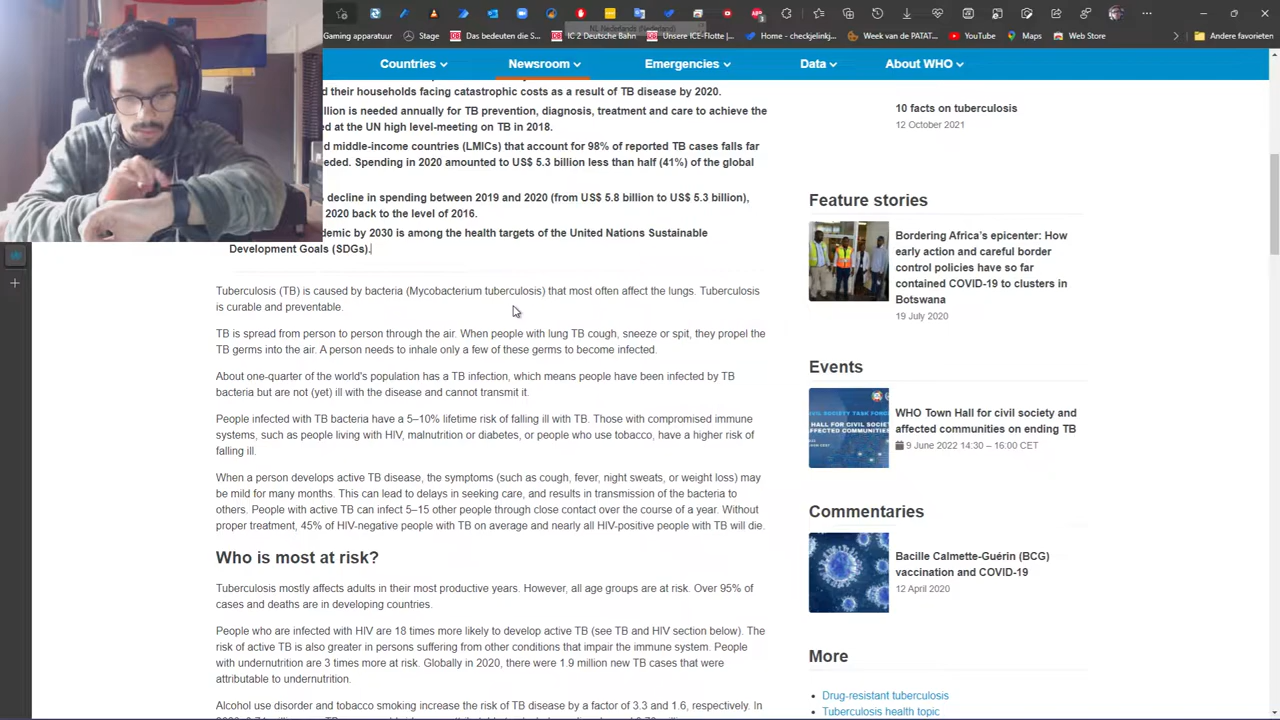 NL Nederlands (Nederland)
Gaming apparatuur
Stage
Das bedeuten die S...
IC 2 Deutsche Bahn
Unsere ICE-Flotte |...
Home - checkjelinkj...
Week van de PATAT...
YouTube
Maps
Web Store
Andere favorieten
Countries
Newsroom
Emergencies
Data
About WHO
d their households facing catastrophic costs as a result of TB disease by 2020.
llion is needed annually for TB prevention, diagnosis, treatment and care to achieve the
ed at the UN high level-meeting on TB in 2018.
d middle-income countries (LMICs) that account for 98% of reported TB cases falls far
eded. Spending in 2020 amounted to US$ 5.3 billion less than half (41%) of the global
decline in spending between 2019 and 2020 (from US$ 5.8 billion to US$ 5.3 billion),
2020 back to the level of 2016.
demic by 2030 is among the health targets of the United Nations Sustainable
Development Goals (SDGs).
Tuberculosis (TB) is caused by bacteria (Mycobacterium tuberculosis) that most often affect the lungs. Tuberculosis
is curable and preventable.
TB is spread from person to person through the air. When people with lung TB cough, sneeze or spit, they propel the
TB germs into the air. A person needs to inhale only a few of these germs to become infected.
About one-quarter of the world's population has a TB infection, which means people have been infected by TB
bacteria but are not (yet) ill with the disease and cannot transmit it.
People infected with TB bacteria have a 5–10% lifetime risk of falling ill with TB. Those with compromised immune
systems, such as people living with HIV, malnutrition or diabetes, or people who use tobacco, have a higher risk of
falling ill.
When a person develops active TB disease, the symptoms (such as cough, fever, night sweats, or weight loss) may
be mild for many months. This can lead to delays in seeking care, and results in transmission of the bacteria to
others. People with active TB can infect 5–15 other people through close contact over the course of a year. Without
proper treatment, 45% of HIV-negative people with TB on average and nearly all HIV-positive people with TB will die.
Who is most at risk?
Tuberculosis mostly affects adults in their most productive years. However, all age groups are at risk. Over 95% of
cases and deaths are in developing countries.
People who are infected with HIV are 18 times more likely to develop active TB (see TB and HIV section below). The
risk of active TB is also greater in persons suffering from other conditions that impair the immune system. People
with undernutrition are 3 times more at risk. Globally in 2020, there were 1.9 million new TB cases that were
attributable to undernutrition.
Alcohol use disorder and tobacco smoking increase the risk of TB disease by a factor of 3.3 and 1.6, respectively. In
10 facts on tuberculosis
12 October 2021
Feature stories
Bordering Africa's epicenter: How
early action and careful border
control policies have so far
contained COVID-19 to clusters in
Botswana
19 July 2020
Events
WHO Town Hall for civil society and
affected communities on ending TB
9 June 2022 14:30 – 16:00 CET
Commentaries
Bacille Calmette-Guérin (BCG)
vaccination and COVID-19
12 April 2020
More
Drug-resistant tuberculosis
Tuberculosis health topic